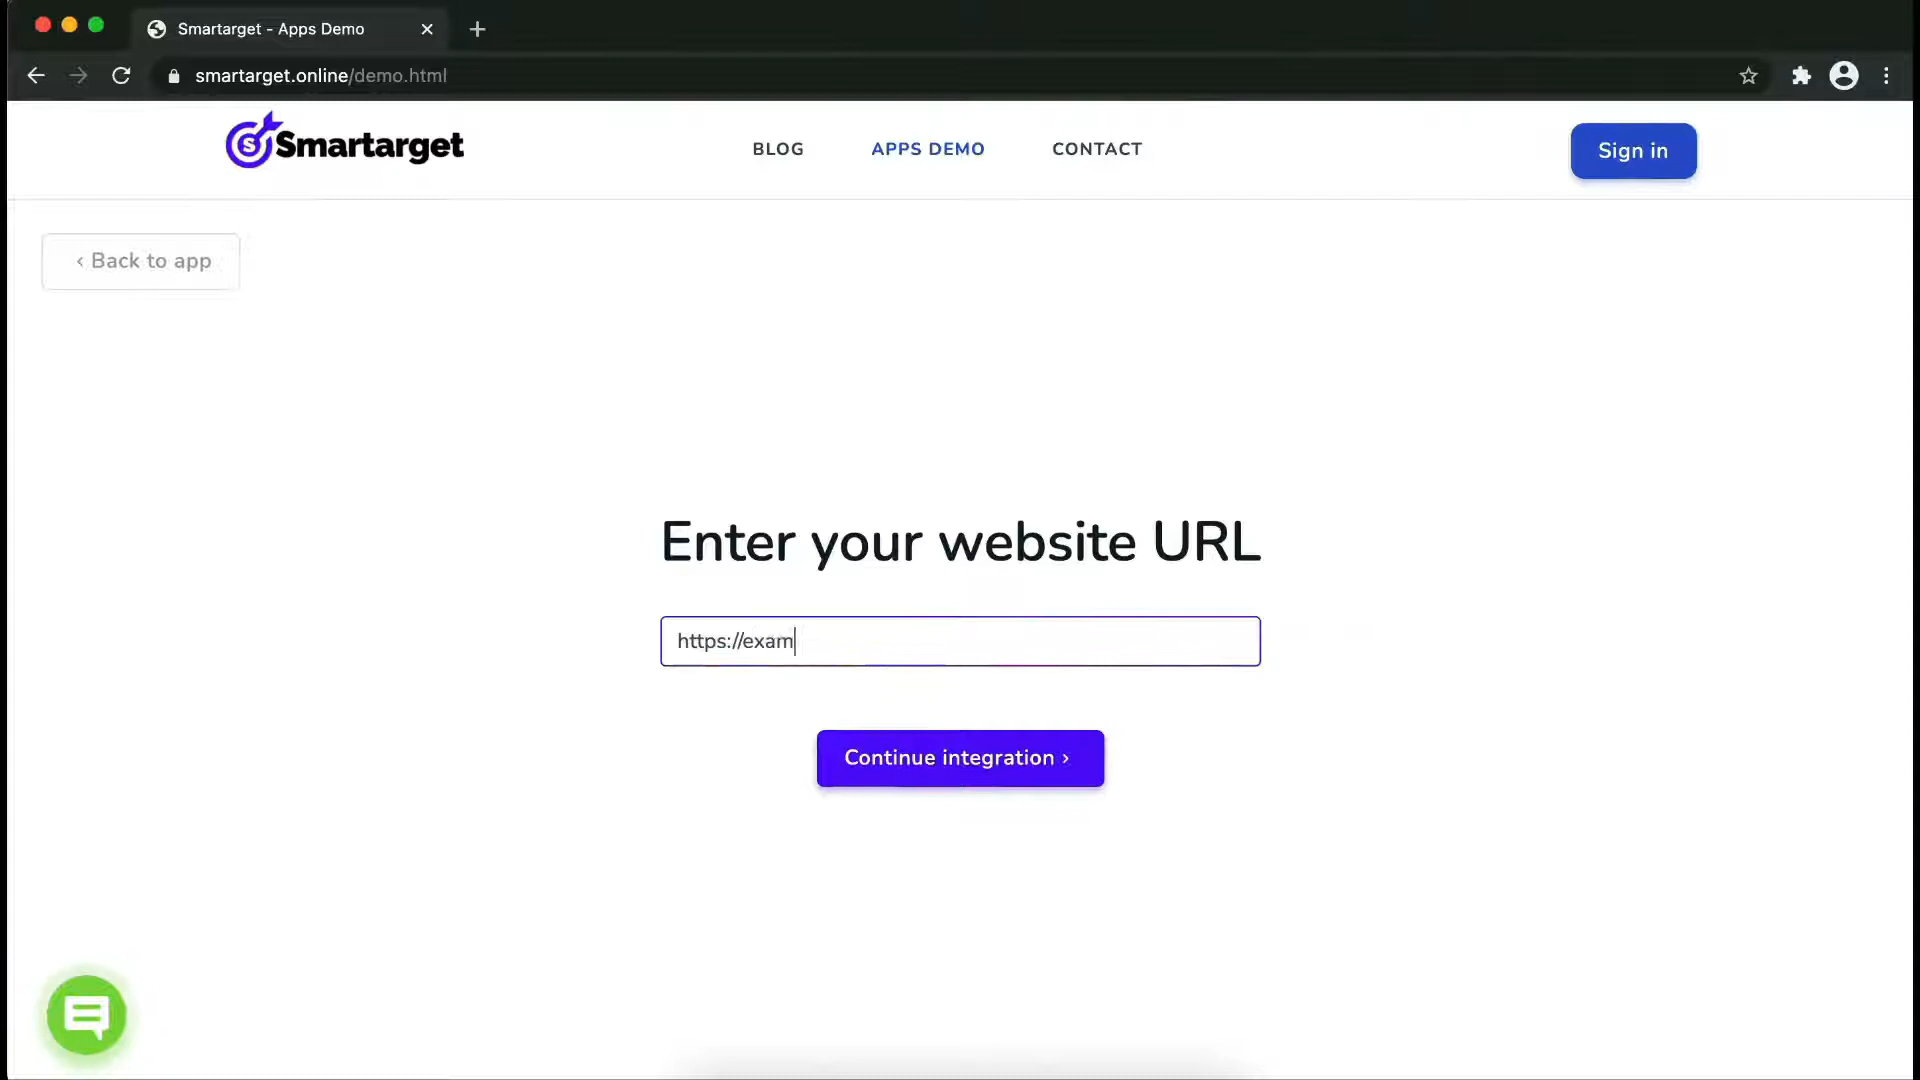 Smartarget - Apps Demo
smartarget.online/demo.html
Smartarget
BLOG
APPS DEMO
CONTACT
Sign in
‹ Back to app
Enter your website URL
https://exam
Continue integration ›